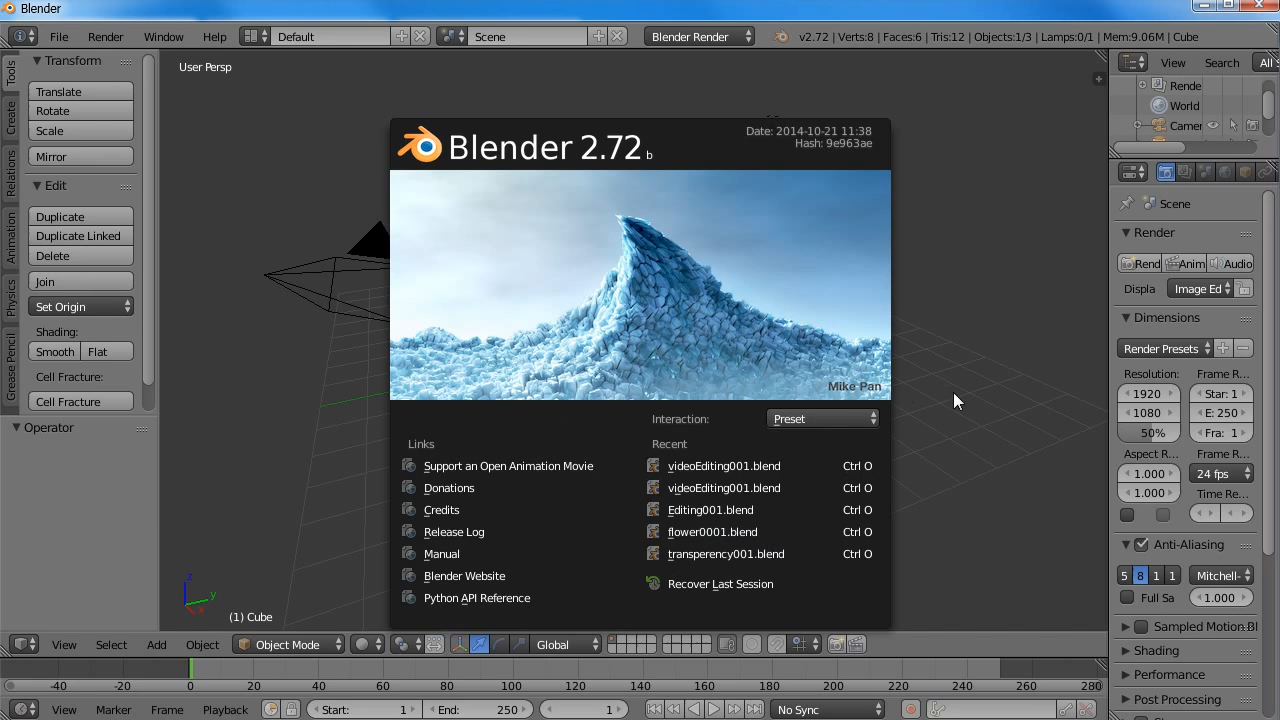 Blender
File Render Window Help Default Scene Blender Render v2.72 | Verts:8 | Faces:6 | Tris:12 | Objects:1/3 | Lamps:0/1 | Mem:9.06M | Cube
Tools
Create
Relations
Animation
Physics
Grease Pencil
Transform
Translate
Rotate
Scale
Mirror
Edit
Duplicate
Duplicate Linked
Delete
Join
Set Origin
Shading:
Smooth Flat
Cell Fracture:
Cell Fracture
Operator
User Persp
Blender 2.72 b
Date: 2014-10-21 11:38
Hash: 9e963ae
Mike Pan
Interaction: Preset
Links
Support an Open Animation Movie
Donations
Credits
Release Log
Manual
Blender Website
Python API Reference
Recent
videoEditing001.blend Ctrl O
videoEditing001.blend Ctrl O
Editing001.blend Ctrl O
flower0001.blend Ctrl O
transperency001.blend Ctrl O
Recover Last Session
z
y
x
(1) Cube
View Search All S
Rende
World
Camer
Scene
Render
Rend Anim Audio
Displa Image Ed
Dimensions
Render Presets
Resolution: Frame R...
1920 Star: 1
1080 E: 250
50% Fra: 1
Aspect R... Frame R...
1.000 24 fps
1.000 Time Re...
Anti-Aliasing
5 8 1 1 Mitchell-
Full Sa 1.000
Sampled Motion Bl
Shading
Performance
Post Processing
View Select Add Object Object Mode Global
-40 -20 0 20 40 60 80 100 120 140 160 180 200 220 240 260 280
View Marker Frame Playback Start: 1 End: 250 1 No Sync